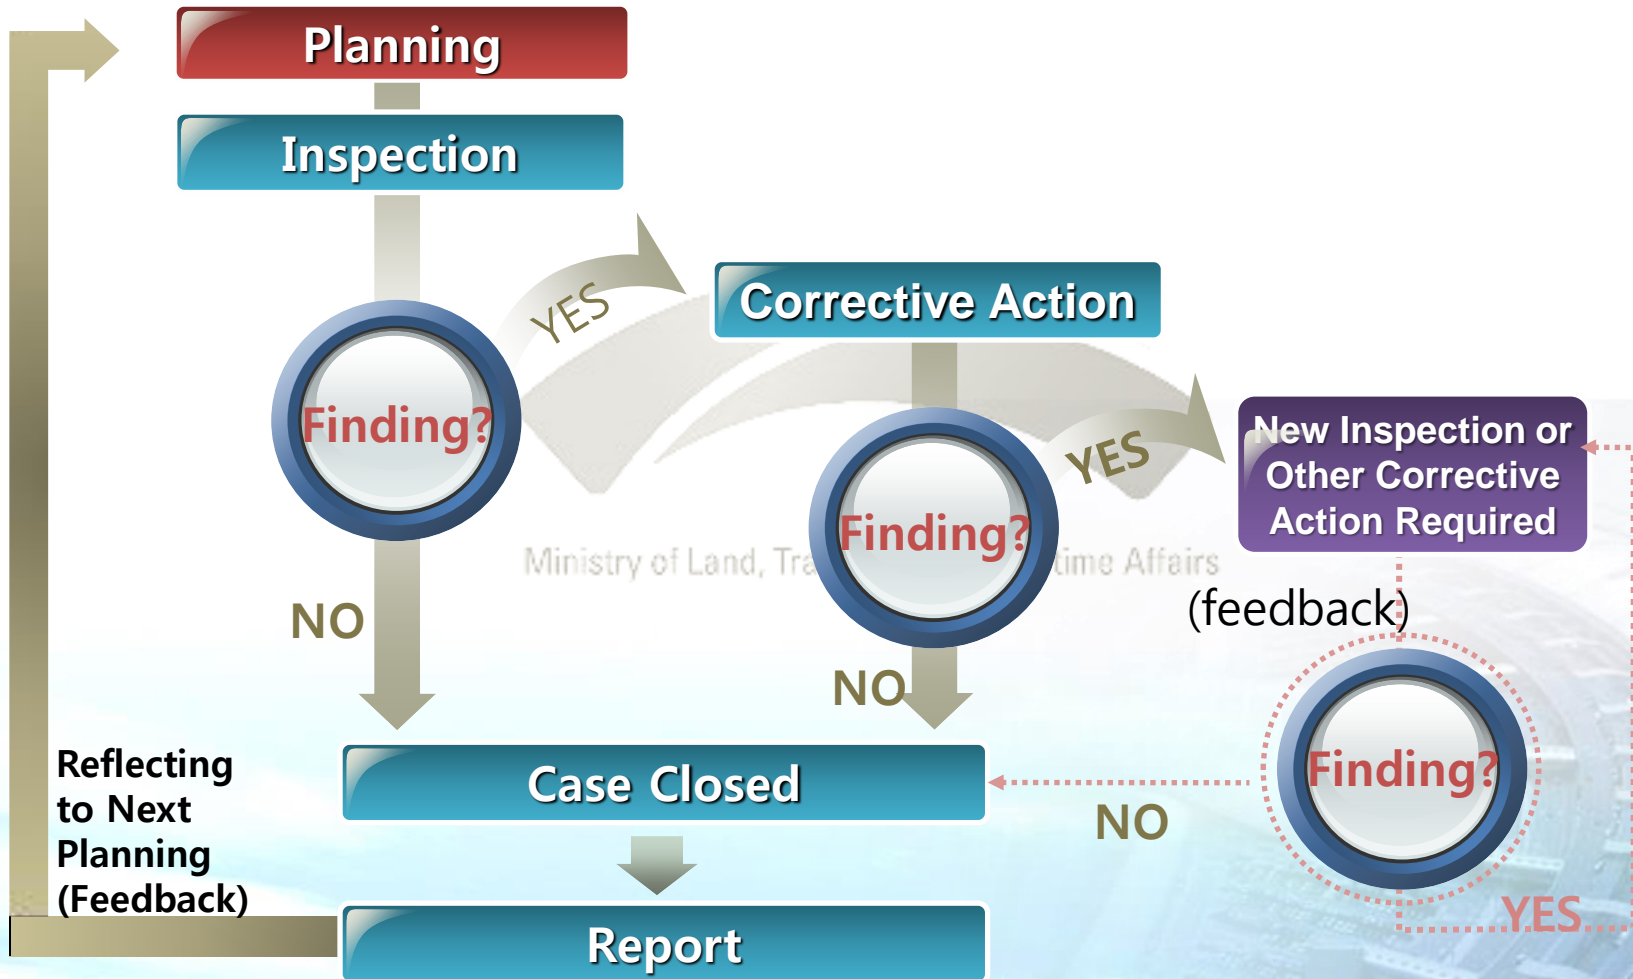 Planning
Inspection
YES
Corrective Action
Finding?
YES
New Inspection or
Other Corrective
Action Required
Finding?
Ministry of Land, Tra
time Affairs
NO
(feedback)
NO
Finding?
Reflecting
to Next
Planning
(Feedback)
Case Closed
NO
YES
Report